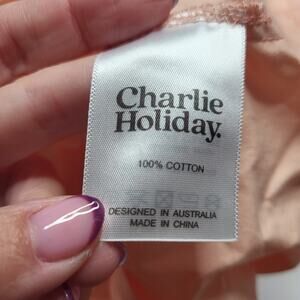 Charlie
Holiday.
100% COTTON
DESIGNED IN AUSTRALIA
MADE IN CHINA